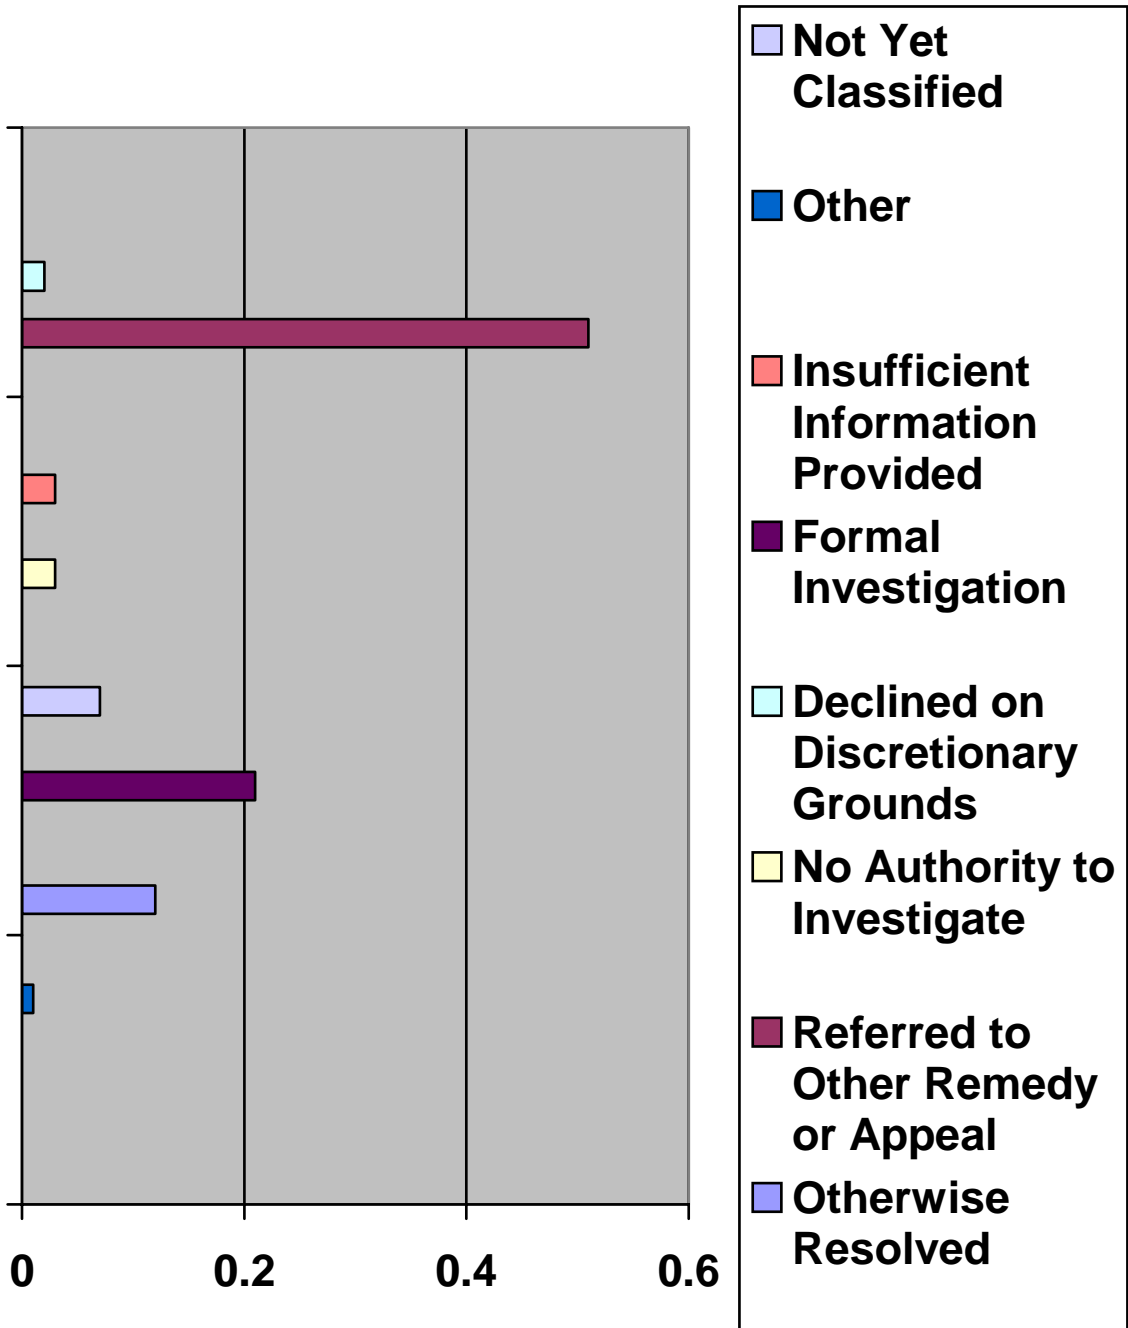 Not Yet
Classified
Other
Insufficient
Information
Provided
Formal
Investigation
Declined on
Discretionary
Grounds
No Authority to
Investigate
Referred to
Other Remedy
or Appeal
Otherwise
Resolved
0 0.2 0.4 0.6